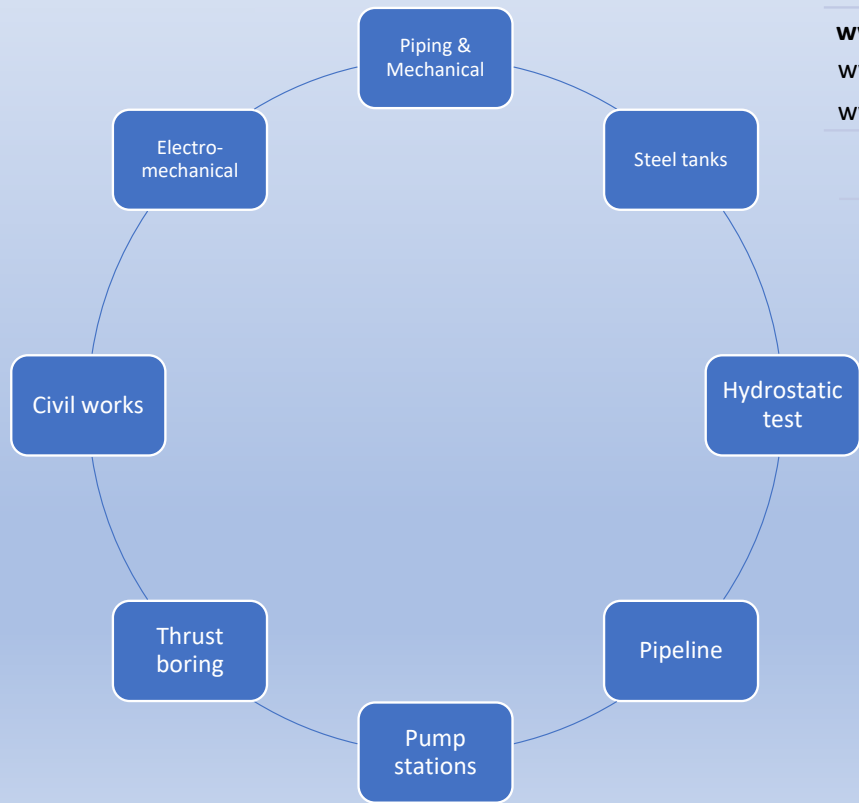 Piping &
Mechanical
Electro-
mechanical
Steel tanks
Civil works
Hydrostatic
test
Thrust
boring
Pipeline
Pump
stations